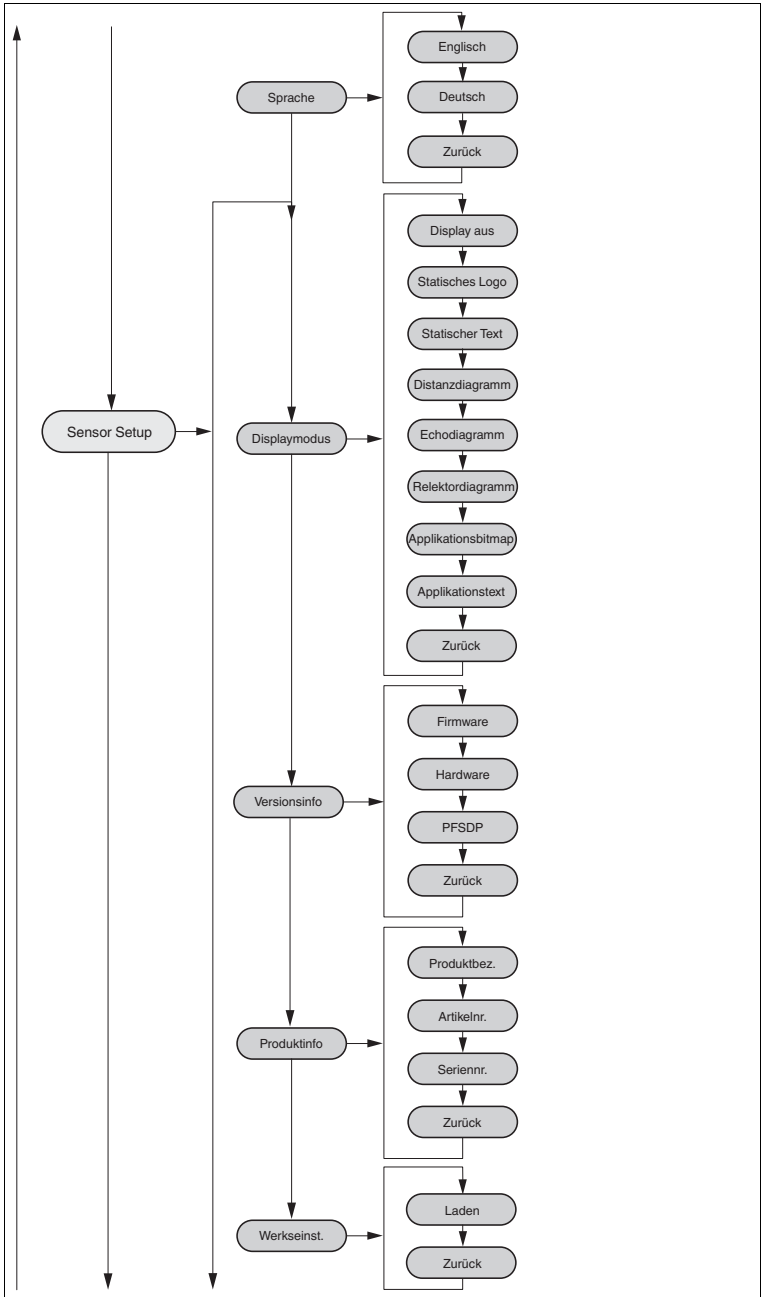 Englisch
Sprache
Deutsch
Zurück
Display aus
Statisches Logo
Statischer Text
Distanzdiagramm
Sensor Setup
Displaymodus
Echodiagramm
Relektordiagramm
Applikationsbitmap
Applikationstext
Zurück
Firmware
Hardware
Versionsinfo
PFSDP
Zurück
Produktbez.
Artikelnr.
Produktinfo
Seriennr.
Zurück
Laden
Werkseinst.
Zurück